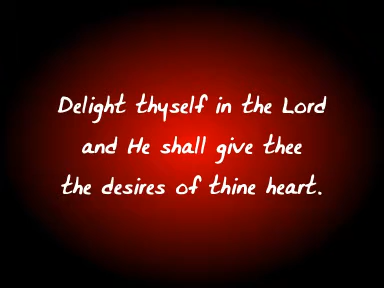 Delight thyself in the Lord
and He shall give thee
the desires of thine heart.